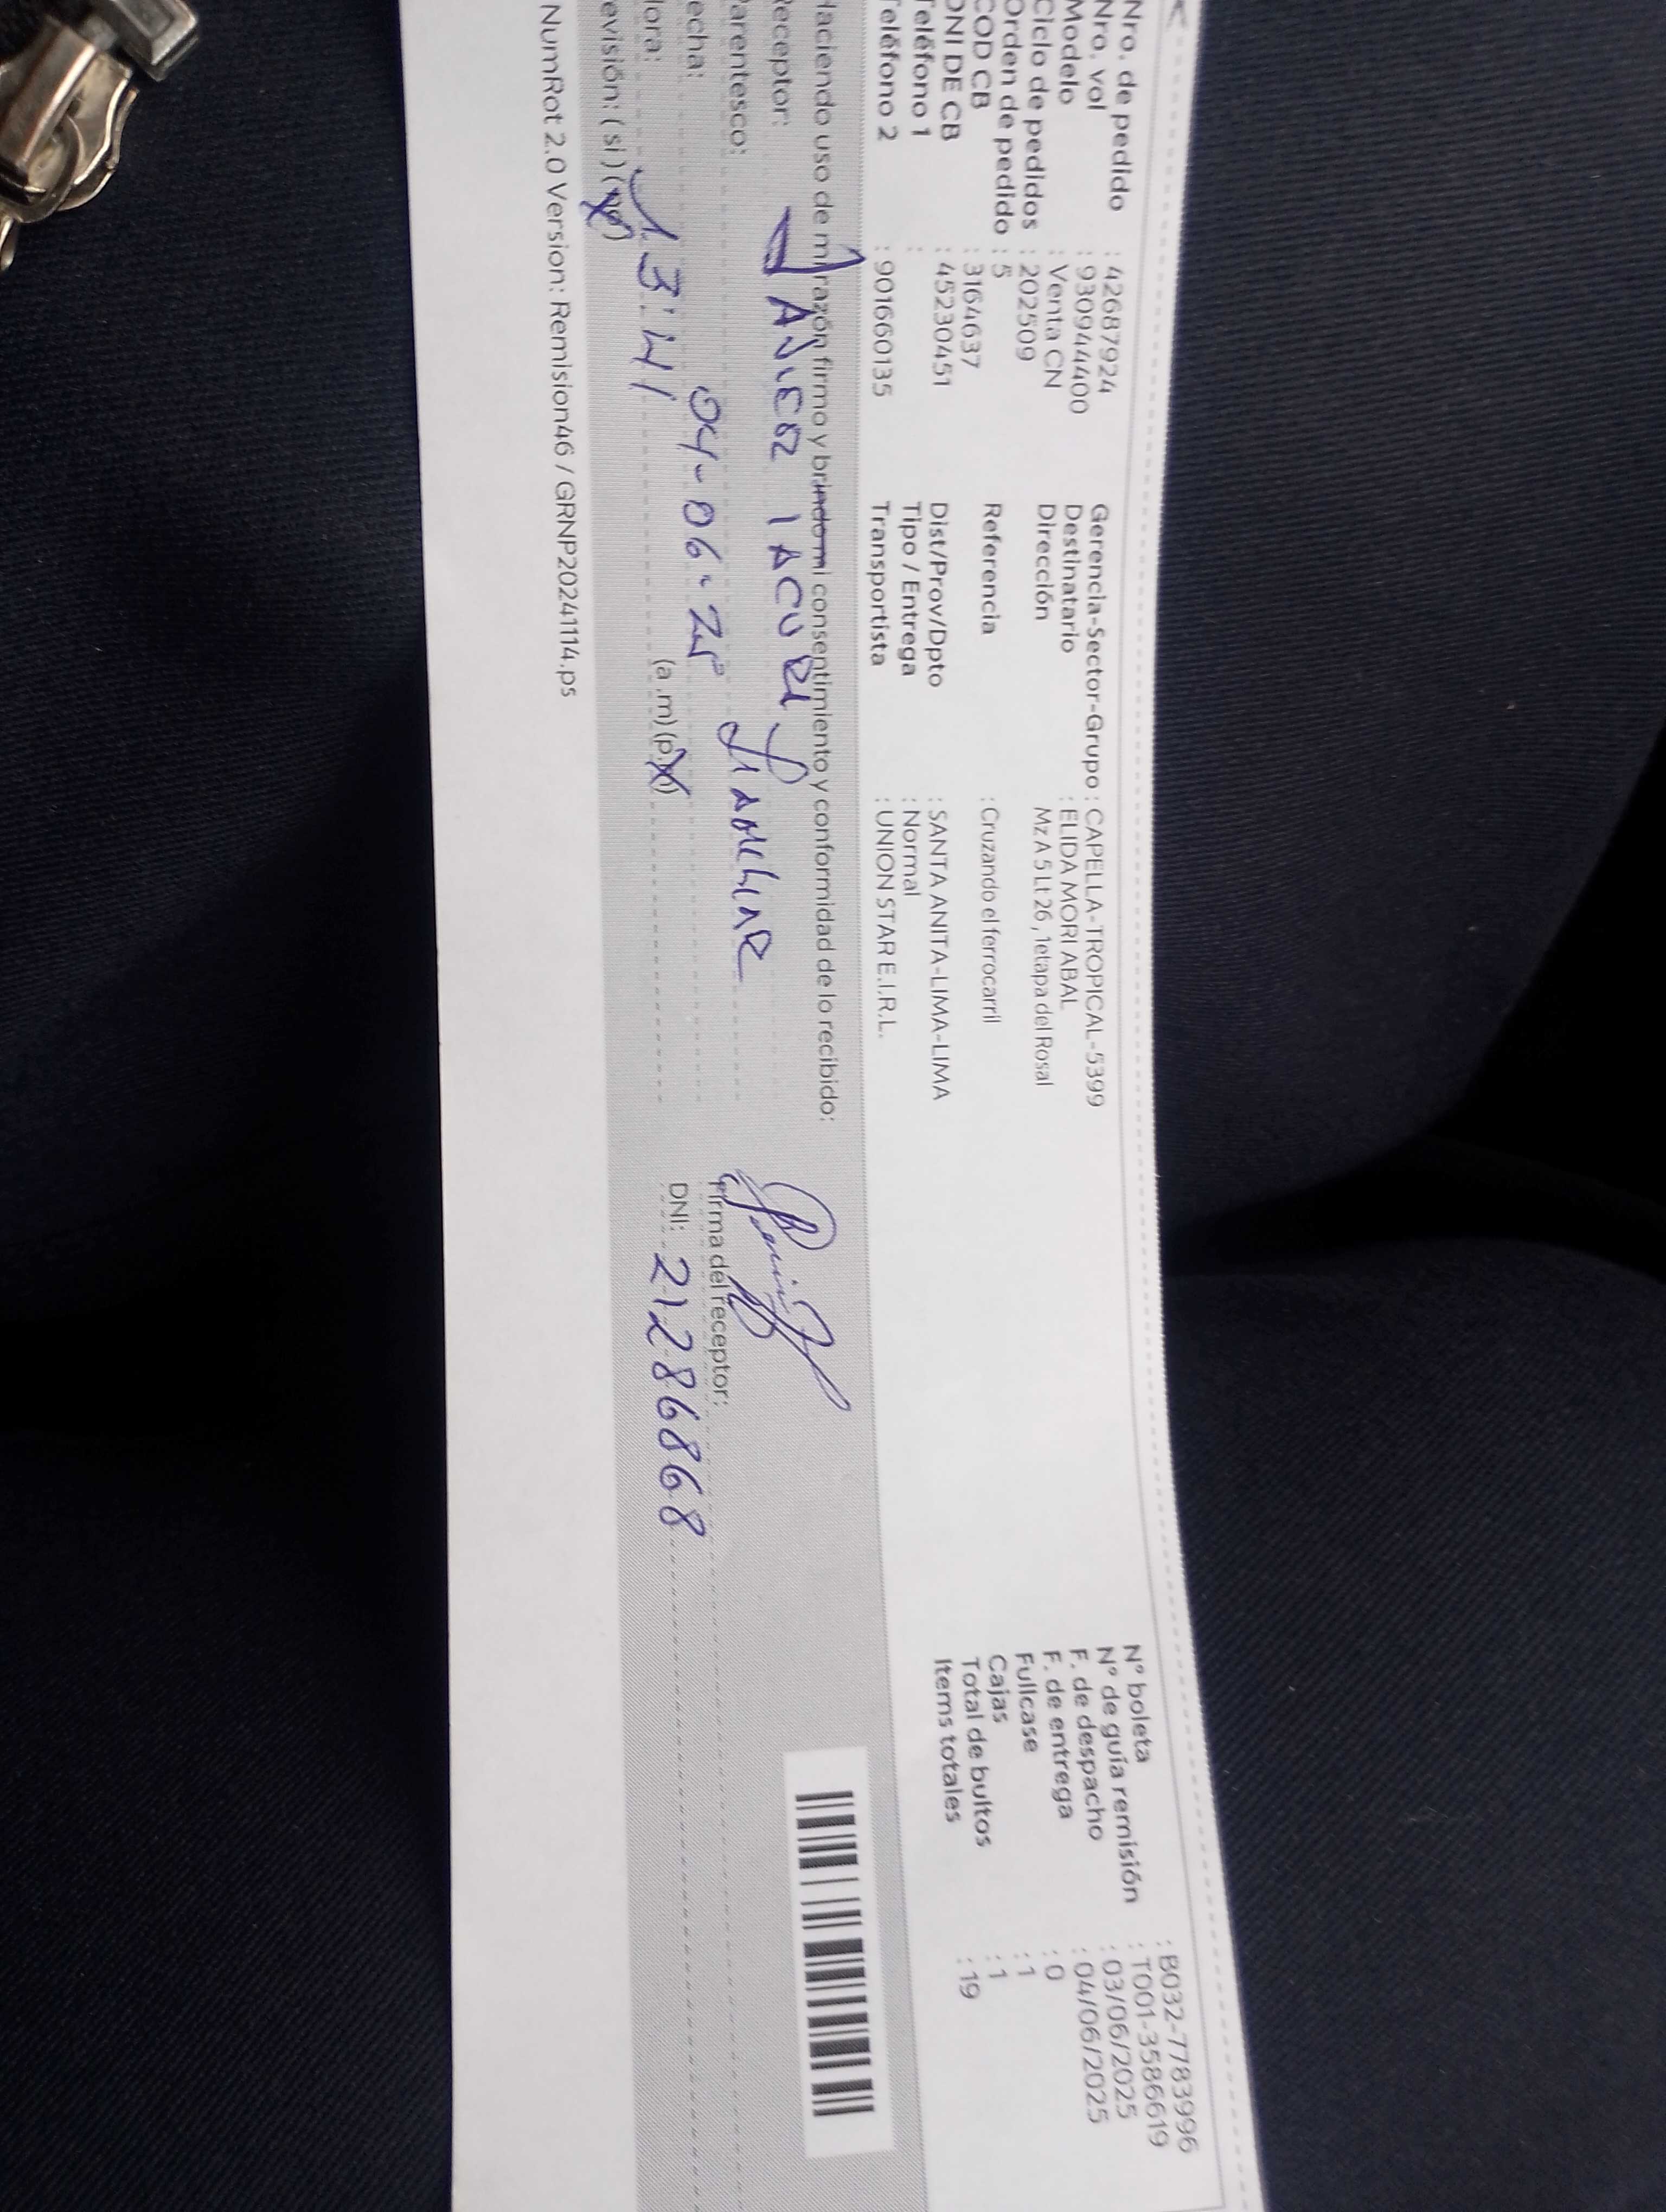 Nro. de pedido : 42687924
Nro. vol : 930944400
Modelo : Venta CN
Ciclo de pedidos : 202509
Orden de pedido : 5
COD CB : 3164637
DNI DE CB : 45230451
Teléfono 1 :
Teléfono 2 : 901660135
Gerencia-Sector-Grupo : CAPELLA-TROPICAL-5399
Destinatario : ELIDA MORI ABAL
Dirección Mz A 5 Lt 26, 1etapa del Rosal
Referencia : Cruzando el ferrocarril
Dist/Prov/Dpto : SANTA ANITA-LIMA-LIMA
Tipo / Entrega : Normal
Transportista : UNION STAR E.I.R.L.
N° boleta : B032-7783996
N° de guía remisión : T001-3586619
F. de despacho : 03/06/2025
F. de entrega : 04/06/2025
Fullcase : 0
Cajas : 1
Total de bultos : 1
Items totales : 19
Haciendo uso de mi razón firmo y brindo mi consentimiento y conformidad de lo recibido:
Receptor: JAVIER
Parentesco:
Fecha: 04-06-25
Hora: 13:41 (a.m) (p.m)
Revisión: ( si ) ( no )
Firma del receptor:
DNI: 21286868
NumRot 2.0 Version: Remision46 / GRNP20241114.ps